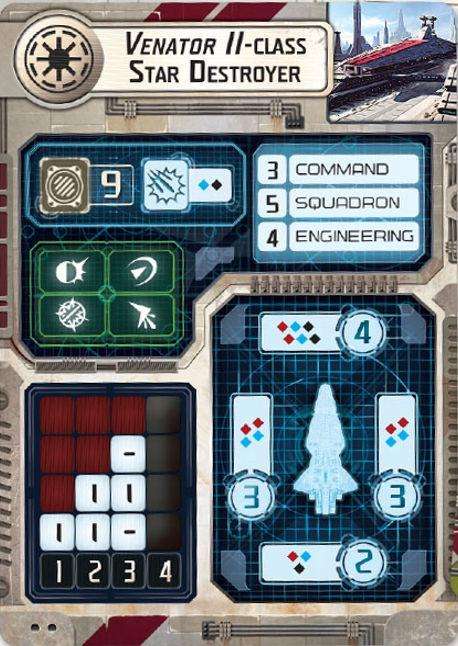 VENATOR II-CLASS
STAR DESTROYER
9
3 COMMAND
5 SQUADRON
4 ENGINEERING
4
3
3
2
-
I I
I I -
1 2 3 4